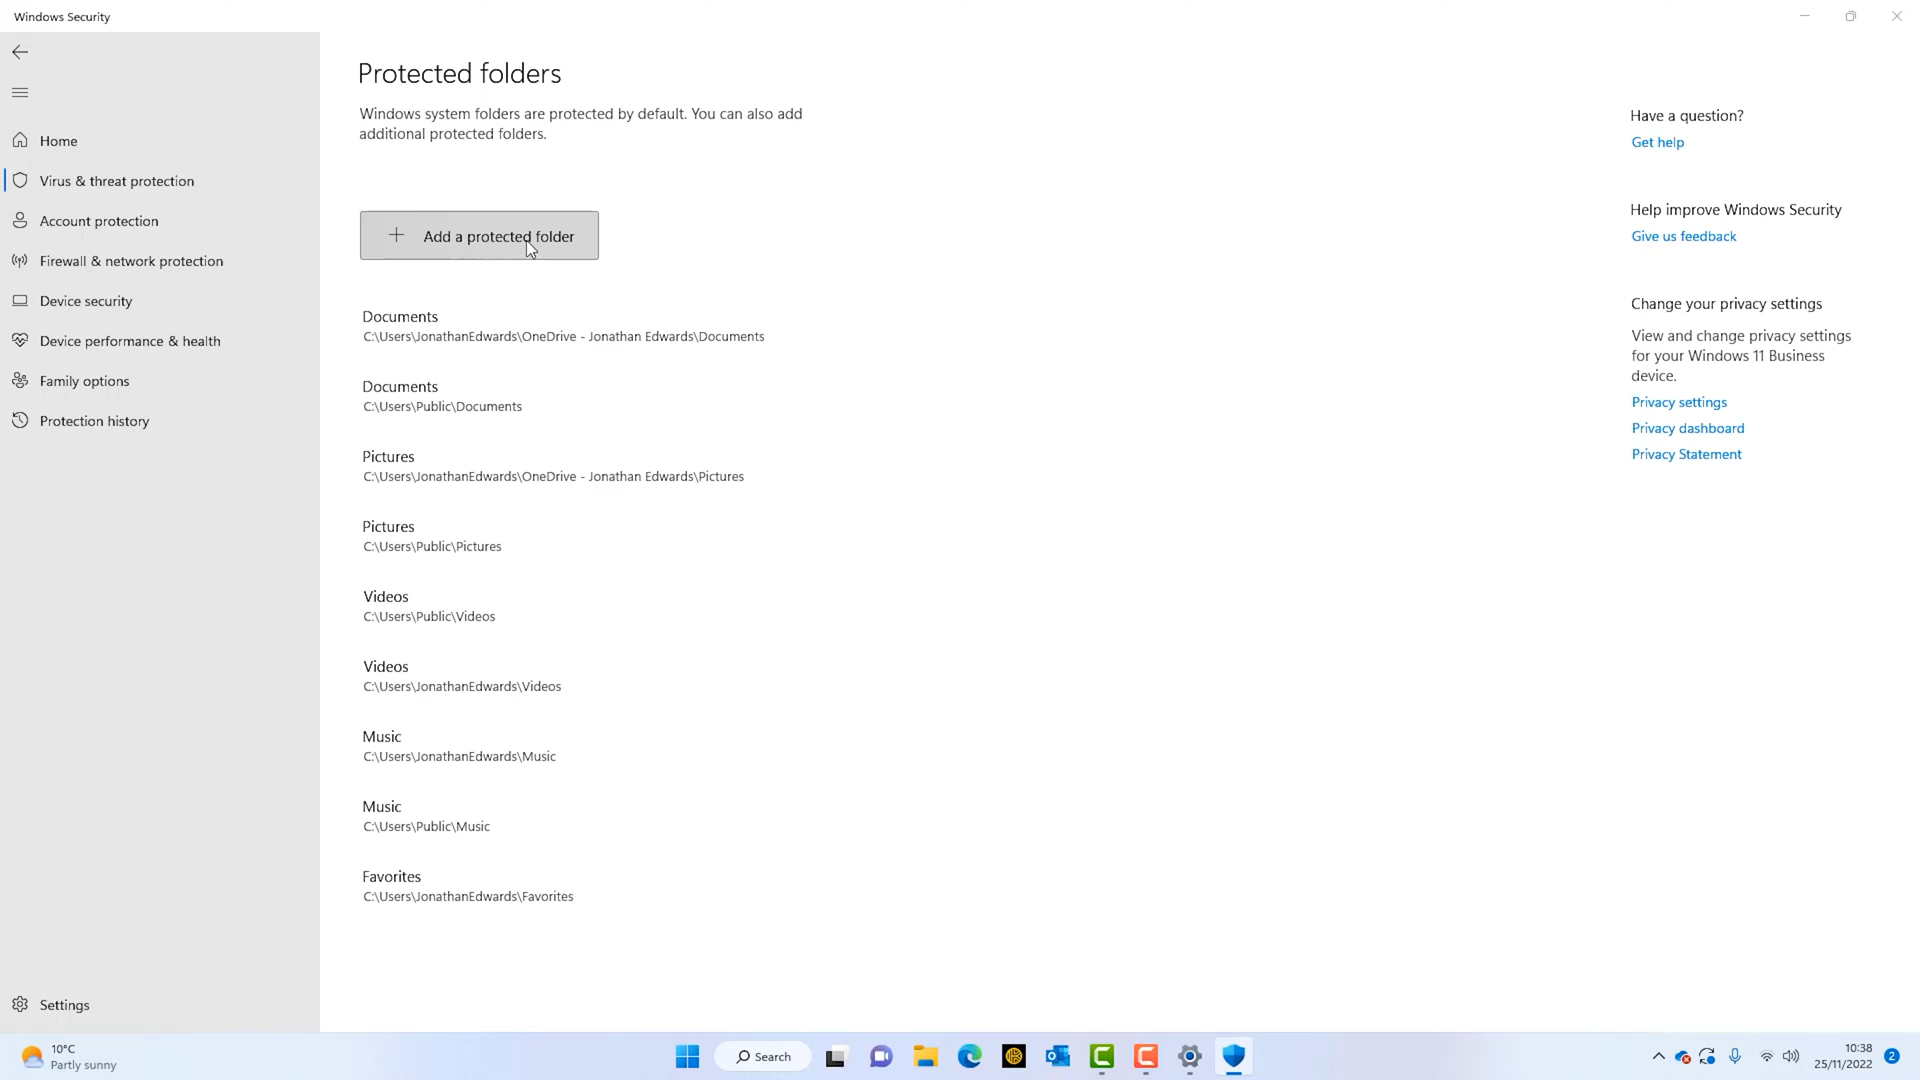 Windows Security
Home
Virus & threat protection
Account protection
Firewall & network protection
Device security
Device performance & health
Family options
Protection history
Settings
Protected folders
Windows system folders are protected by default. You can also add
additional protected folders.
Add a protected folder
Documents
C:\Users\JonathanEdwards\OneDrive - Jonathan Edwards\Documents
Documents
C:\Users\Public\Documents
Pictures
C:\Users\JonathanEdwards\OneDrive - Jonathan Edwards\Pictures
Pictures
C:\Users\Public\Pictures
Videos
C:\Users\Public\Videos
Videos
C:\Users\JonathanEdwards\Videos
Music
C:\Users\JonathanEdwards\Music
Music
C:\Users\Public\Music
Favorites
C:\Users\JonathanEdwards\Favorites
Have a question?
Get help
Help improve Windows Security
Give us feedback
Change your privacy settings
View and change privacy settings
for your Windows 11 Business
device.
Privacy settings
Privacy dashboard
Privacy Statement
10°C
Partly sunny
Search
10:38
25/11/2022
2